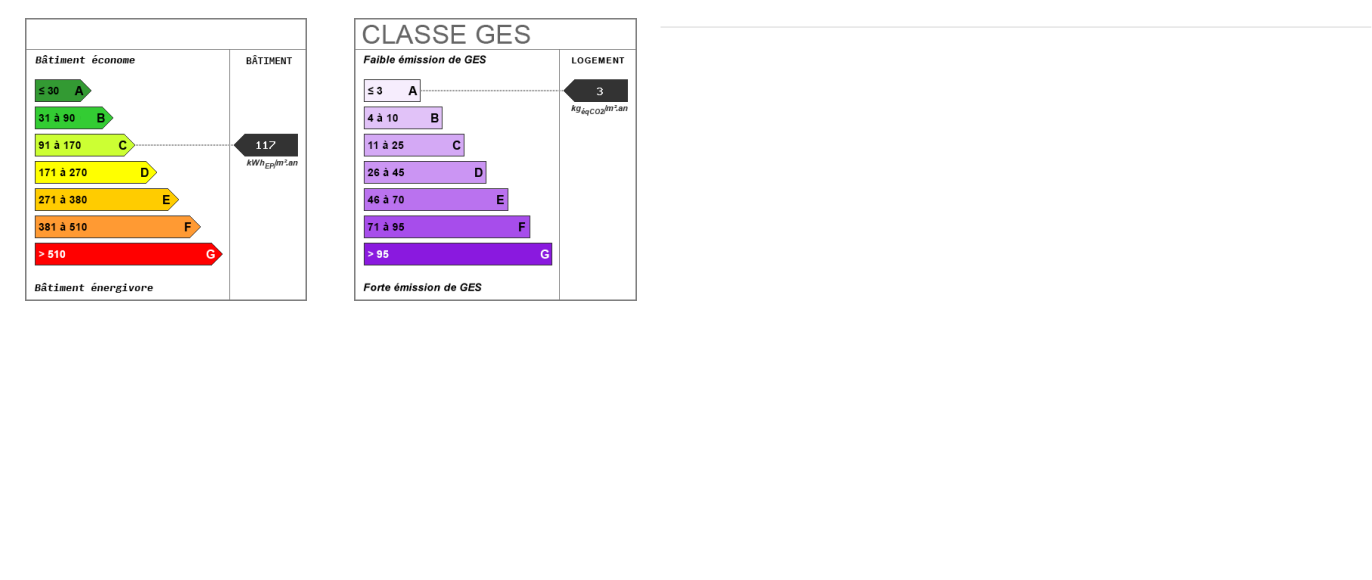 Bâtiment économe
BÂTIMENT
≤ 30 A
31 à 90 B
91 à 170 C
117
kWhEP/m².an
171 à 270 D
271 à 380 E
381 à 510 F
> 510 G
Bâtiment énergivore
CLASSE GES
Faible émission de GES
LOGEMENT
≤ 3 A
3
kgéqCO2/m².an
4 à 10 B
11 à 25 C
26 à 45 D
46 à 70 E
71 à 95 F
> 95 G
Forte émission de GES